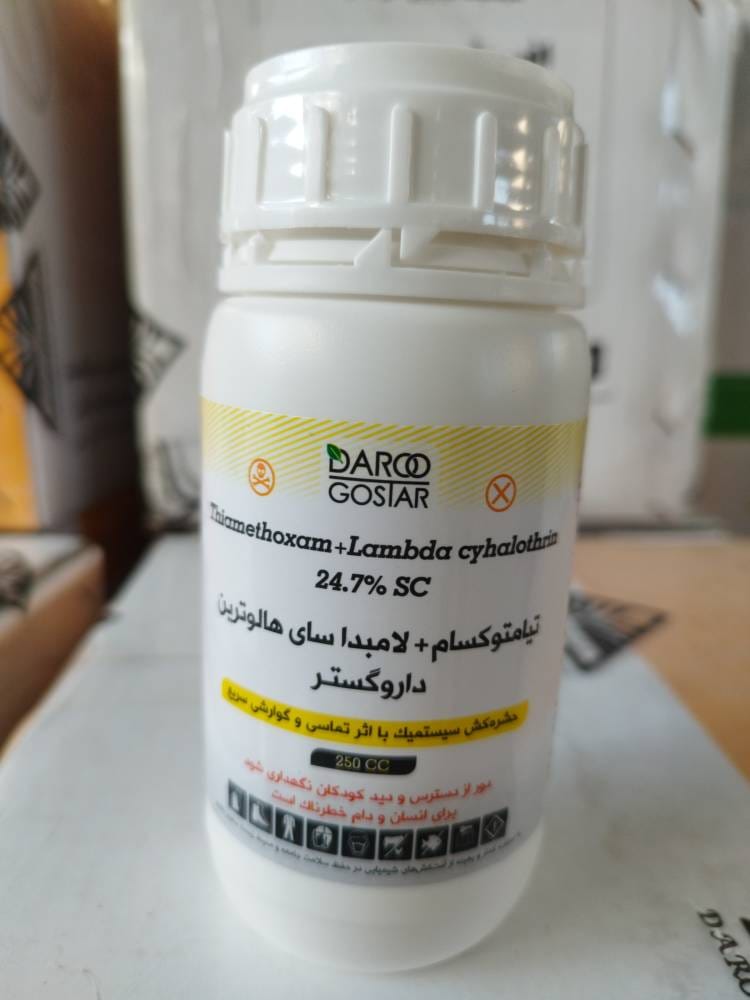 DAROO
GOSTAR
Thiamethoxam+Lambda cyhalothrin
24.7% SC
تیامتوکسام+ لامبدا سای هالوترین
داروگستر
حشره‌کش سیستمیک با اثر تماسی و گوارشی سریع
250 CC
دور از دسترس و دید کودکان نگهداری شود
برای انسان و دام خطرناک است